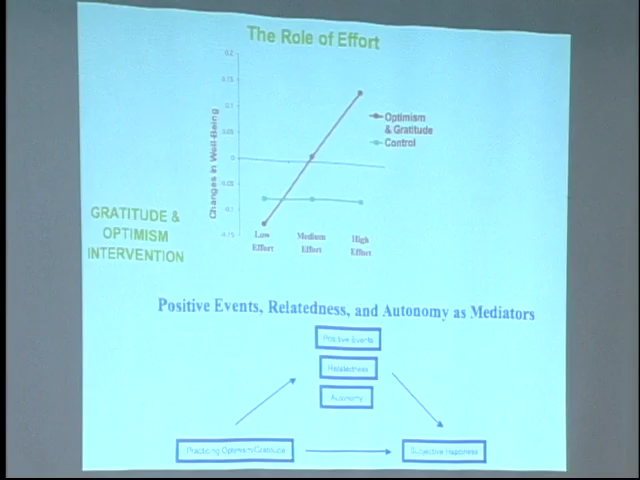 The Role of Effort
0.2
0.15
0.1
0.05
0
0.05
0.1
0.15
Changes in Well-Being
Optimism
& Gratitude
Control
Low
Effort
Medium
Effort
High
Effort
GRATITUDE &
OPTIMISM
INTERVENTION
Positive Events, Relatedness, and Autonomy as Mediators
Positive Events
Relatedness
Autonomy
Practicing Optimism/Gratitude
Subjective Happiness